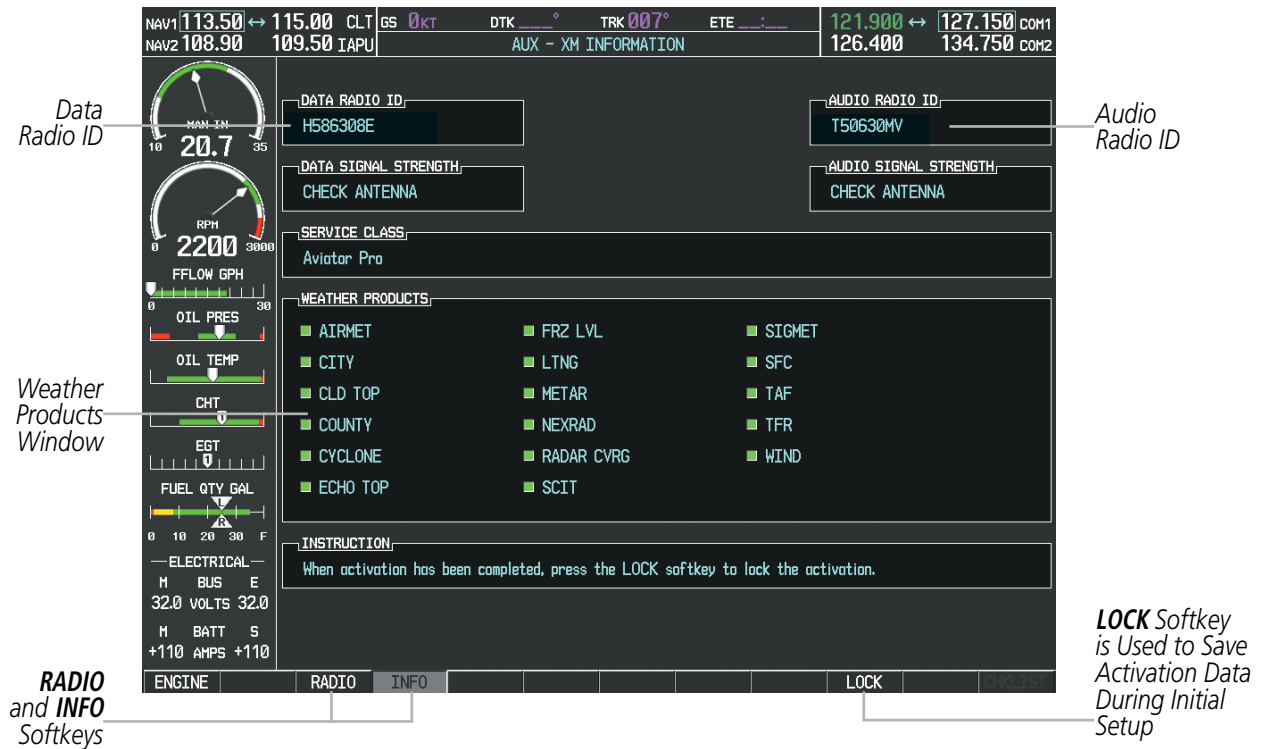 NAV1 113.50 ↔ 115.00 CLT
NAV2 108.90 109.50 IAPU
GS 0KT DTK ___° TRK 007° ETE __:__
AUX - XM INFORMATION
121.900 ↔ 127.150 COM1
126.400 134.750 COM2
Data
Radio ID
Audio
Radio ID
Weather
Products
Window
MAN IN
10 20.7 35
RPM
0 2200 3000
FFLOW GPH
0 30
OIL PRES
OIL TEMP
CHT
1
EGT
1
FUEL QTY GAL
L
R
0 10 20 30 F
ELECTRICAL
M BUS E
32.0 VOLTS 32.0
M BATT S
+110 AMPS +110
DATA RADIO ID
H586308E
AUDIO RADIO ID
T50630MV
DATA SIGNAL STRENGTH
CHECK ANTENNA
AUDIO SIGNAL STRENGTH
CHECK ANTENNA
SERVICE CLASS
Aviator Pro
WEATHER PRODUCTS
AIRMET FRZ LVL SIGMET
CITY LTNG SFC
CLD TOP METAR TAF
COUNTY NEXRAD TFR
CYCLONE RADAR CVRG WIND
ECHO TOP SCIT
INSTRUCTION
When activation has been completed, press the LOCK softkey to lock the activation.
ENGINE RADIO INFO LOCK CHKLIST
RADIO
and INFO
Softkeys
LOCK Softkey
is Used to Save
Activation Data
During Initial
Setup